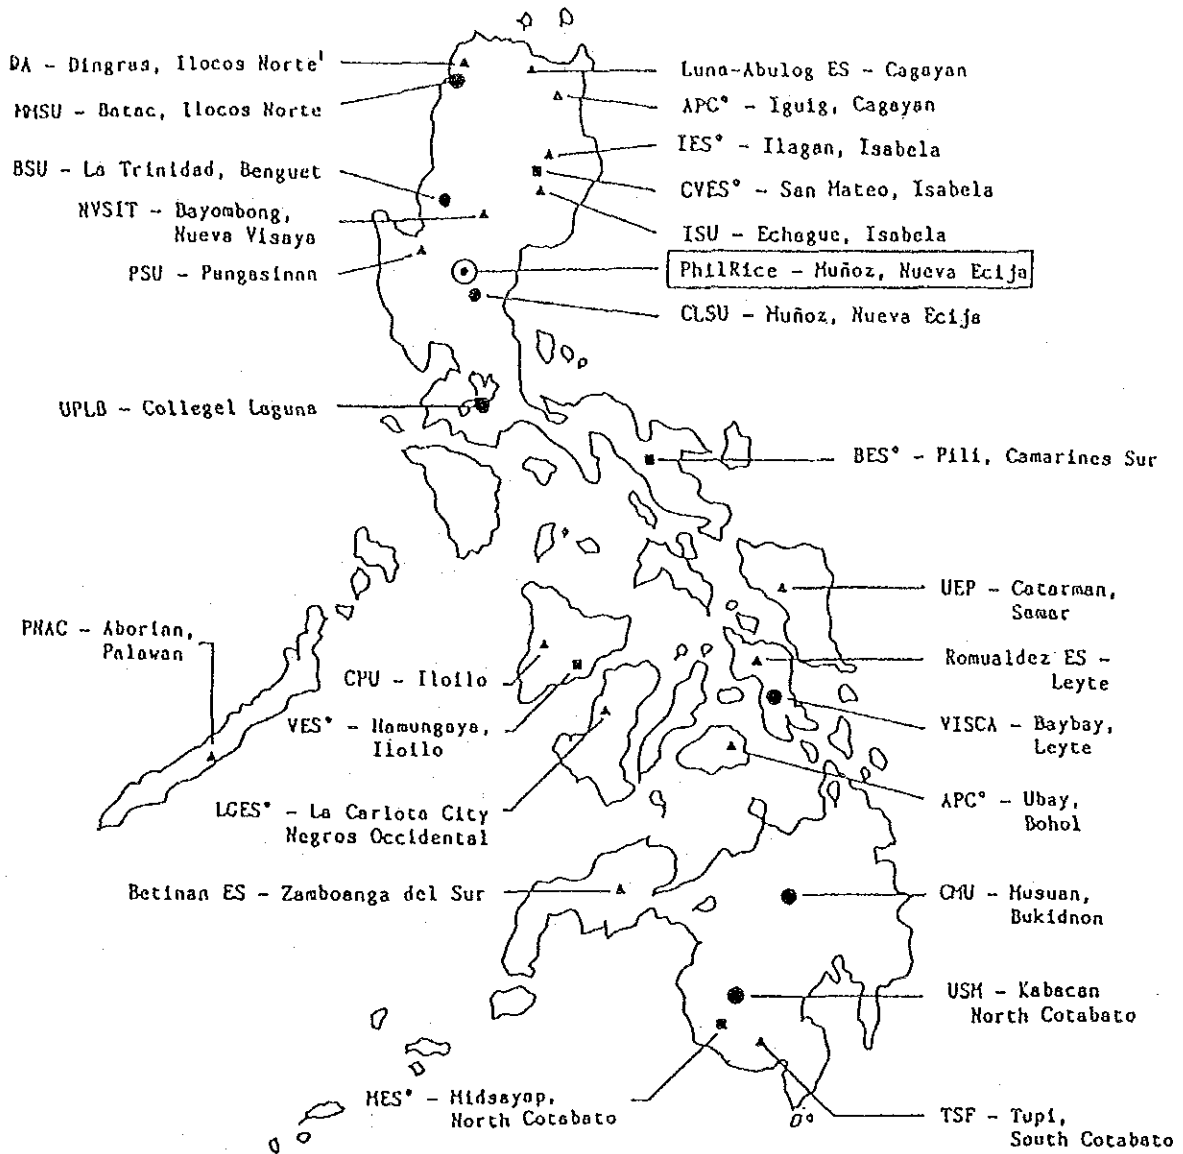 DA - Dingras, Ilocos Norte¹
MMSU - Batac, Ilocos Norte
BSU - La Trinidad, Benguet
NVSIT - Bayombong,
Nueva Visaya
PSU - Pangasinan
UPLB - Collegel Laguna
PNAC - Aborlan,
Palawan
CPU - Iloilo
VES° - Hamungaya,
Iloilo
LGES° - La Carlota City
Negros Occidental
Betinan ES - Zamboanga del Sur
MES° - Midsayap,
North Cotabato
Luna-Abulog ES - Cagayan
APC° - Iguig, Cagayan
IES° - Ilagan, Isabela
CVES° - San Mateo, Isabela
ISU - Echague, Isabela
PhilRice - Muñoz, Nueva Ecija
CLSU - Muñoz, Nueva Ecija
BES° - Pili, Camarines Sur
UEP - Catarman,
Samar
Romualdez ES -
Leyte
VISCA - Baybay,
Leyte
APC° - Ubay,
Bohol
CMU - Musuan,
Bukidnon
USM - Kabacan
North Cotabato
TSF - Tupi,
South Cotabato